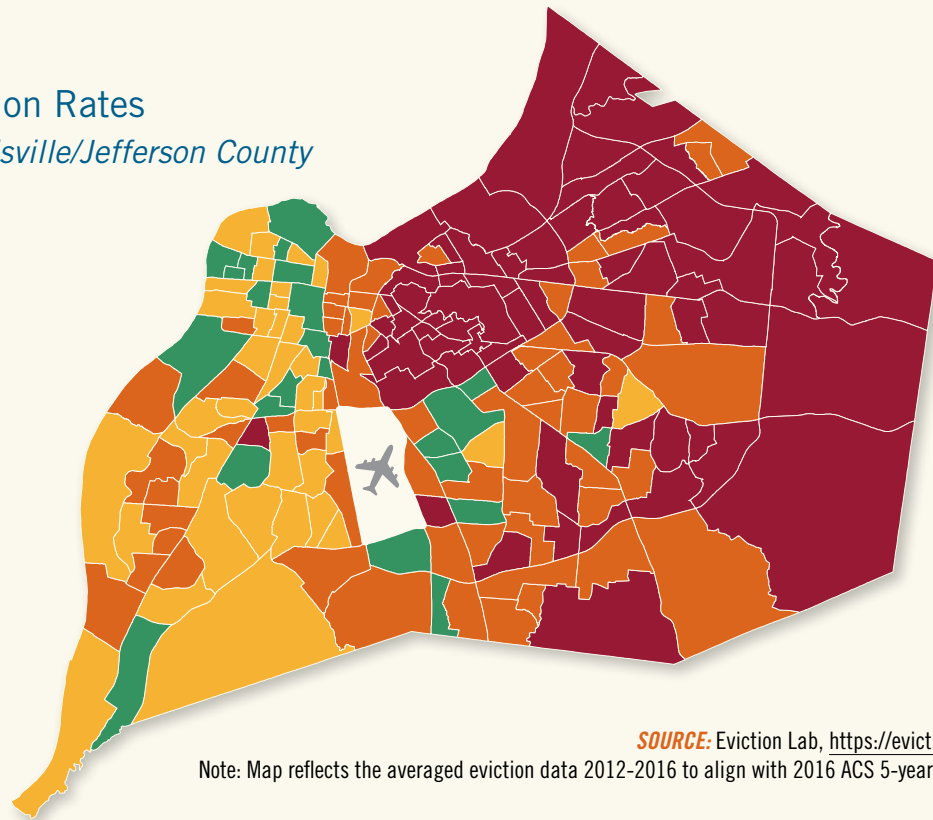 on Rates
sville/Jefferson County
SOURCE: Eviction Lab, https://evict
Note: Map reflects the averaged eviction data 2012-2016 to align with 2016 ACS 5-year